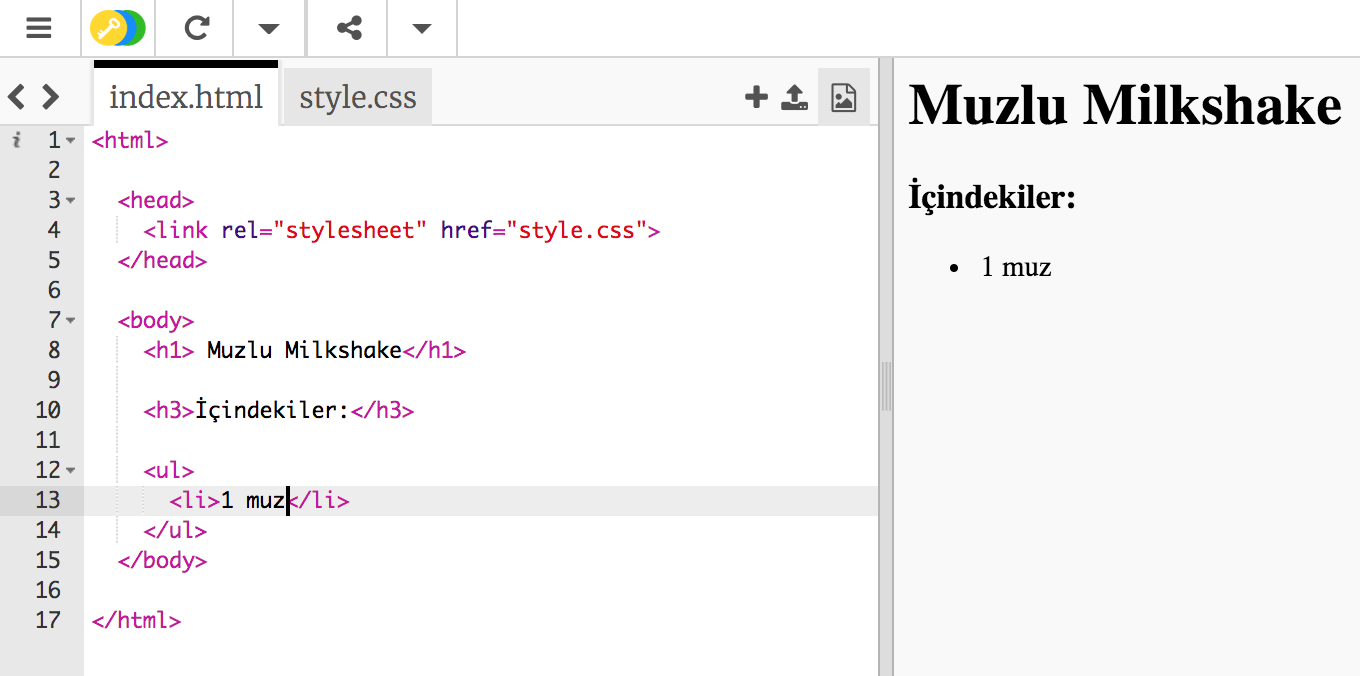 index.html style.css
i 1 <html>
2
3 <head>
4 <link rel="stylesheet" href="style.css">
5 </head>
6
7 <body>
8 <h1> Muzlu Milkshake</h1>
9
10 <h3>İçindekiler:</h3>
11
12 <ul>
13 <li>1 muz</li>
14 </ul>
15 </body>
16
17 </html>
Muzlu Milkshake
İçindekiler:
• 1 muz